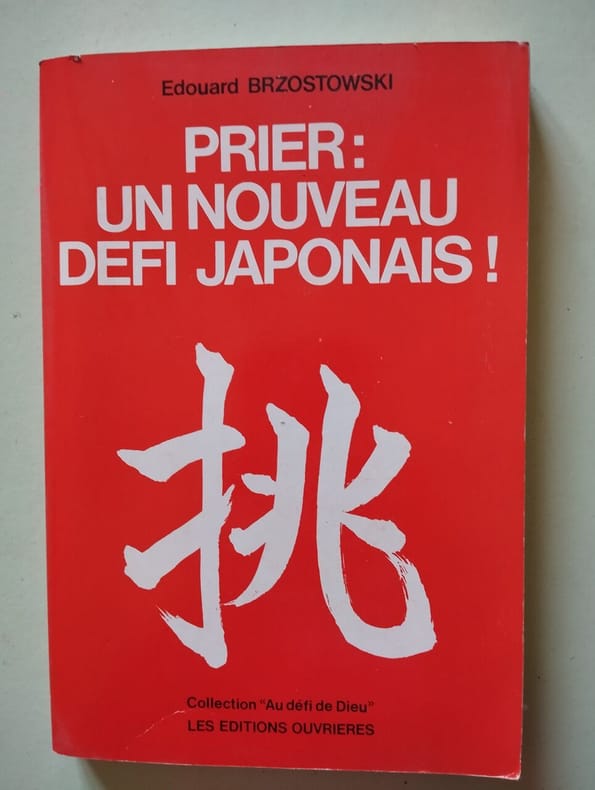 Edouard BRZOSTOWSKI
PRIER :
UN NOUVEAU
DEFI JAPONAIS !
挑
Collection "Au défi de Dieu"
LES EDITIONS OUVRIERES